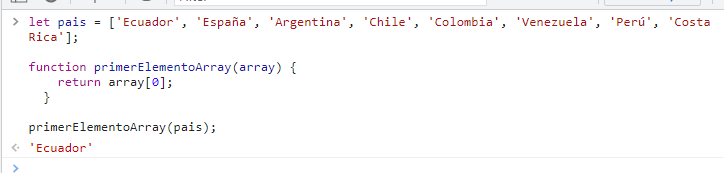 let pais = ['Ecuador', 'España', 'Argentina', 'Chile', 'Colombia', 'Venezuela', 'Perú', 'Costa
Rica'];
function primerElementoArray(array) {
    return array[0];
  }
primerElementoArray(pais);
'Ecuador'